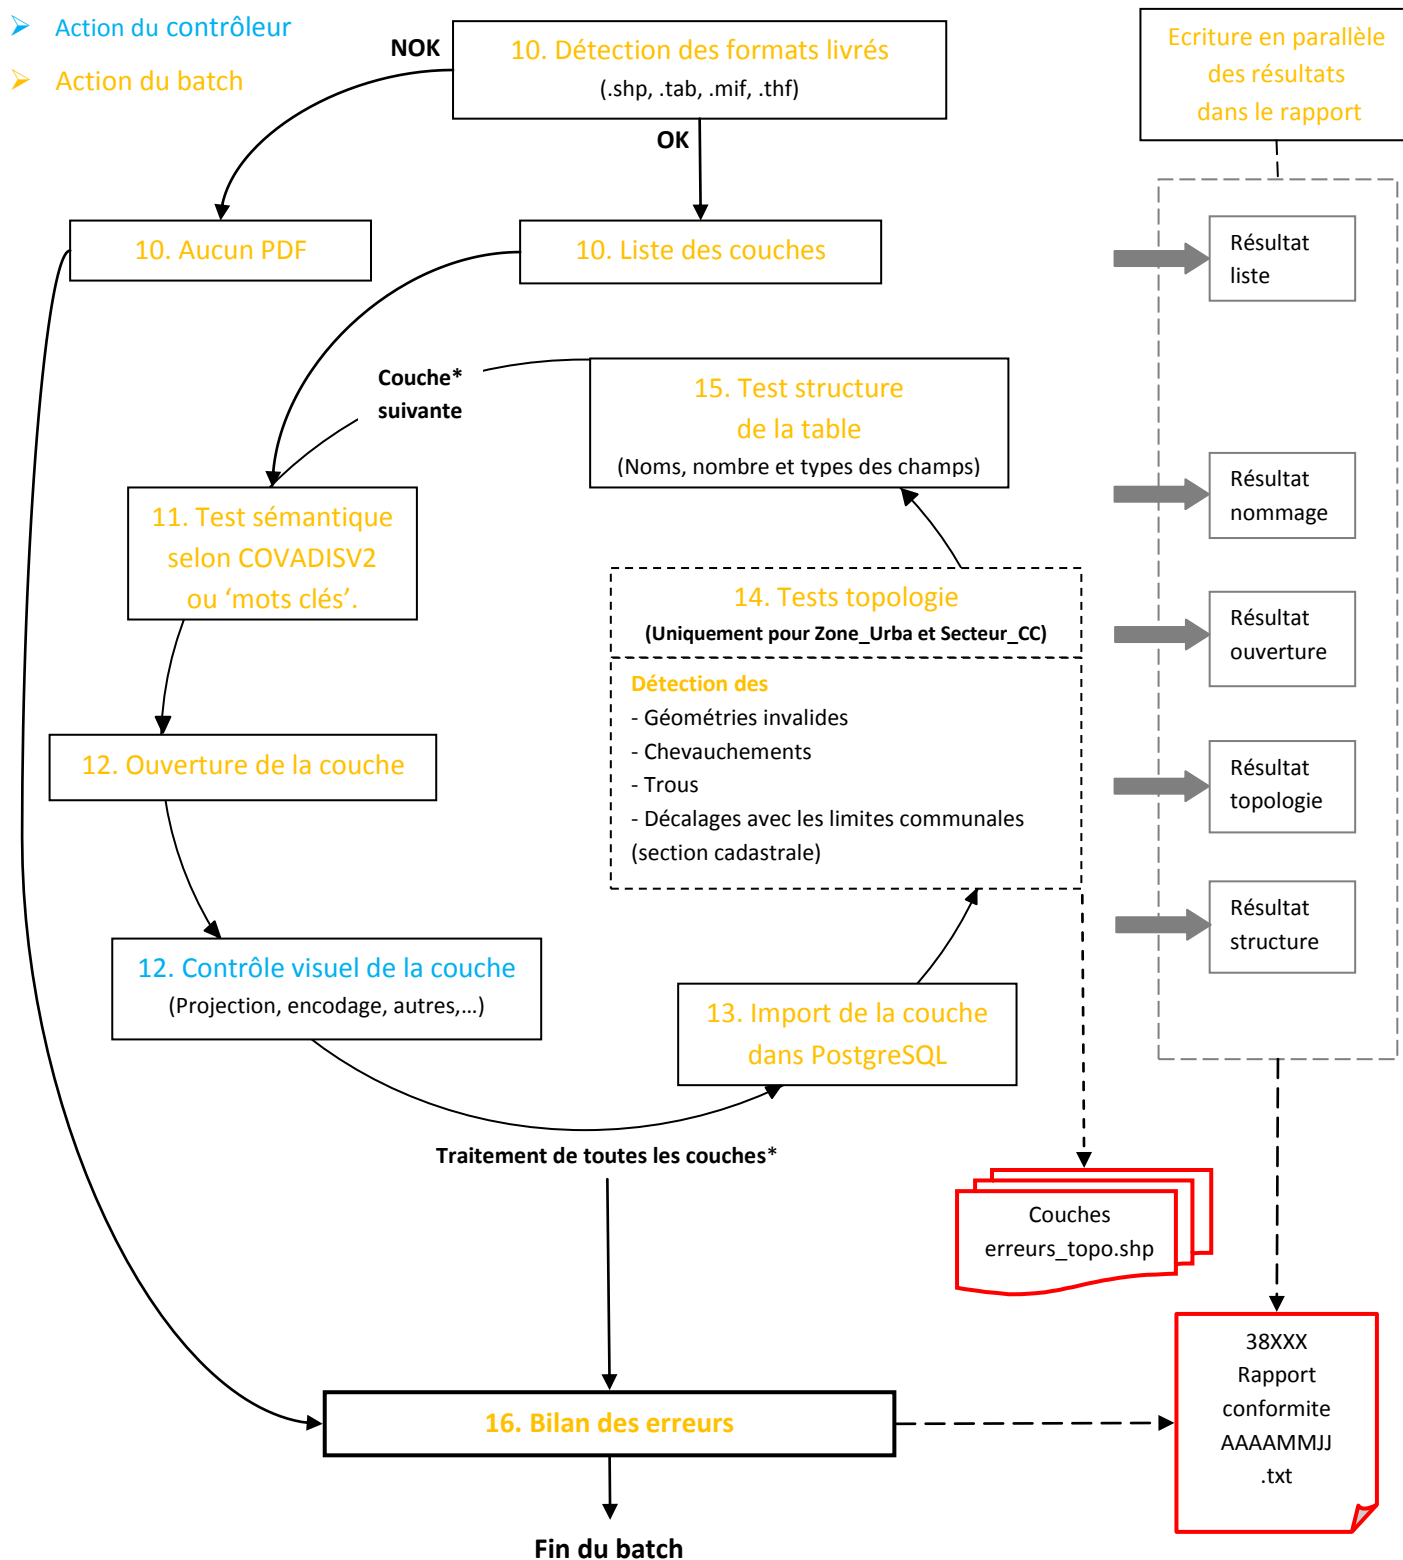 Action du contrôleur
Action du batch
NOK
10. Détection des formats livrés
(.shp, .tab, .mif, .thf)
OK
Ecriture en parallèle
des résultats
dans le rapport
10. Aucun PDF
10. Liste des couches
Résultat
liste
Couche*
suivante
15. Test structure
de la table
(Noms, nombre et types des champs)
Résultat
nommage
11. Test sémantique
selon COVADISV2
ou ‘mots clés’.
14. Tests topologie
(Uniquement pour Zone_Urba et Secteur_CC)
Détection des
- Géométries invalides
- Chevauchements
- Trous
- Décalages avec les limites communales
(section cadastrale)
Résultat
ouverture
12. Ouverture de la couche
Résultat
topologie
Résultat
structure
12. Contrôle visuel de la couche
(Projection, encodage, autres,...)
13. Import de la couche
dans PostgreSQL
Traitement de toutes les couches*
Couches
erreurs_topo.shp
38XXX
Rapport
conformite
AAAAMMJJ
.txt
16. Bilan des erreurs
Fin du batch